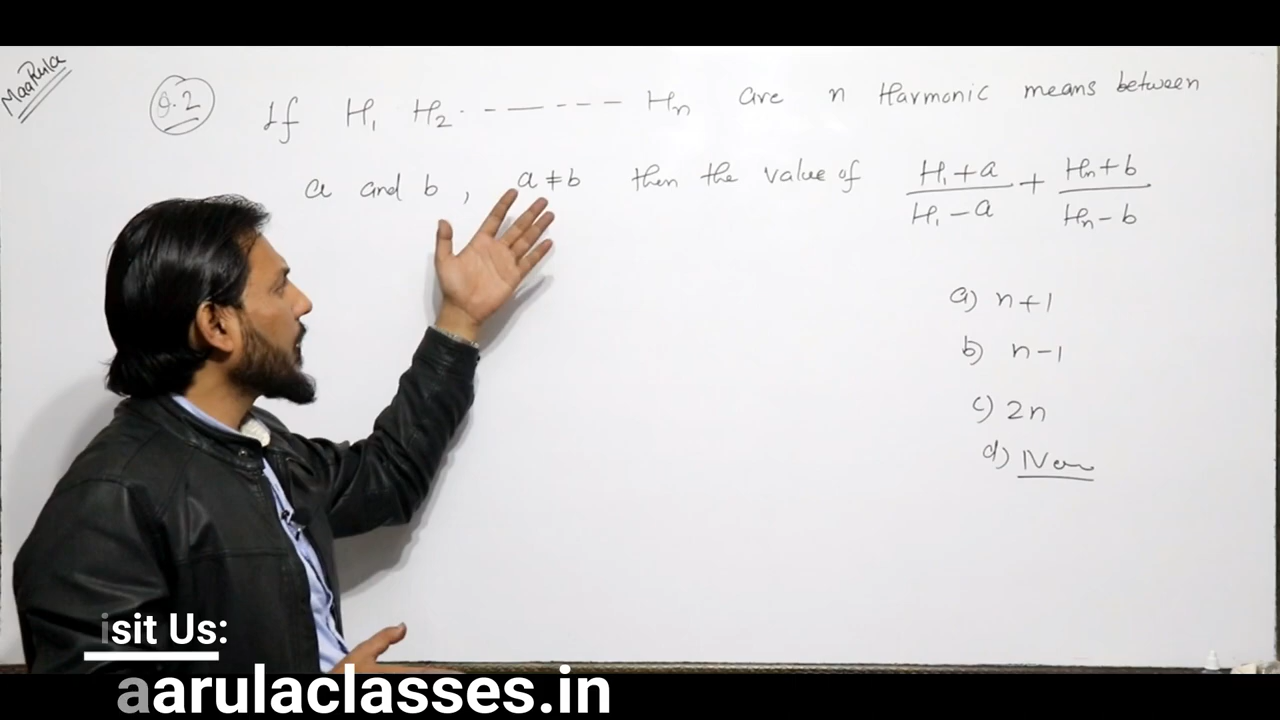 MaaRula
Q.2 If H₁ H₂ - - — - - - Hₙ are n Harmonic means between
a and b , a ≠ b then the value of (H₁ + a)/(H₁ - a) + (Hₙ + b)/(Hₙ - b)
a) n+1
b) n-1
c) 2n
d)
isit Us:
aarulaclasses.in